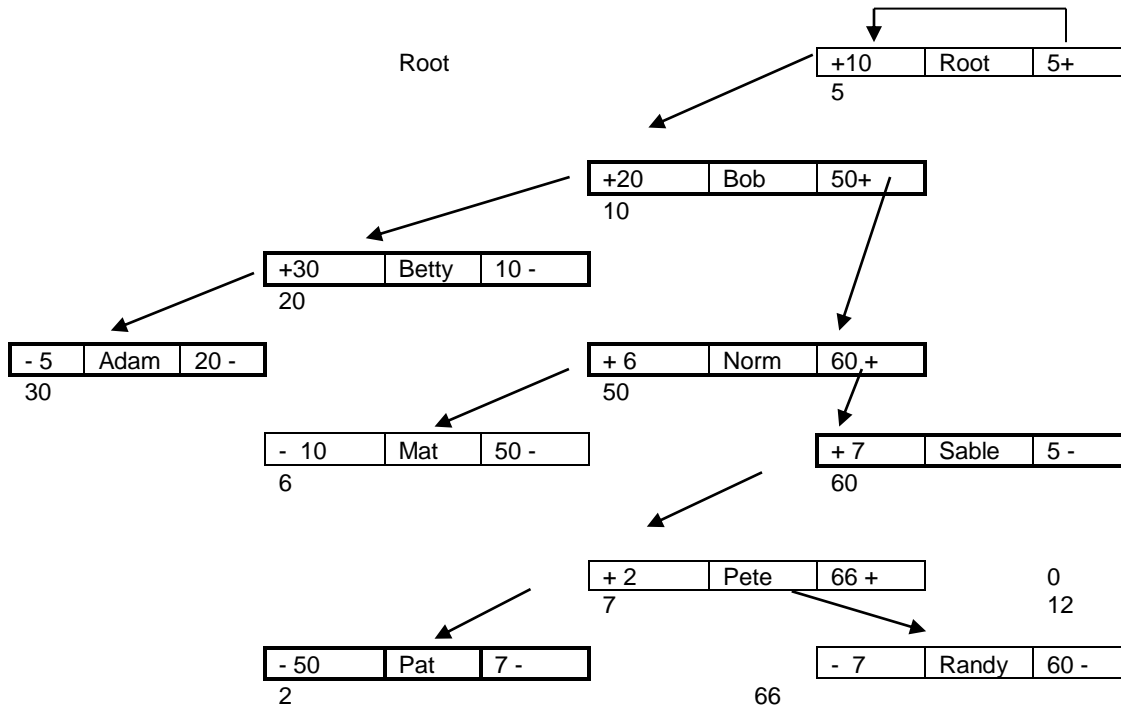 Root +10 Root 5+
5
+20 Bob 50+
10
+30 Betty 10 -
20
- 5 Adam 20 - + 6 Norm 60 +
30 50
- 10 Mat 50 - + 7 Sable 5 -
6 60
+ 2 Pete 66 + 0
7 12
- 50 Pat 7 - - 7 Randy 60 -
2 66